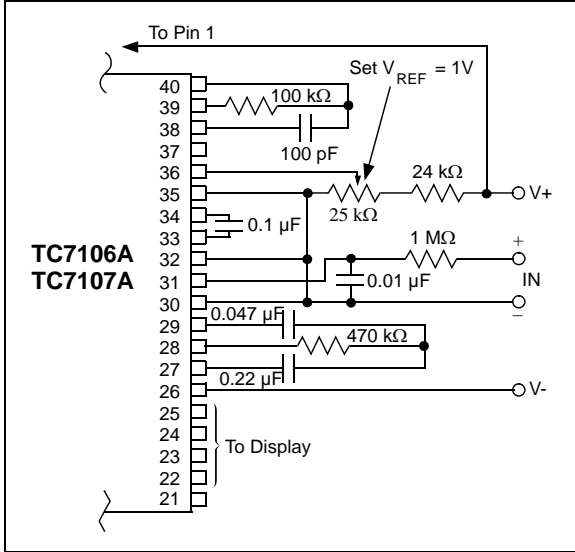 To Pin 1
Set V REF = 1V
40
39
100 kΩ
38
100 pF
37
36
24 kΩ
35
V+
25 kΩ
34
0.1 µF
33
1 MΩ
+
TC7106A
TC7107A
32
31
0.01 µF
IN
30
–
29
0.047 µF
28
470 kΩ
27
0.22 µF
26
V-
25
24
To Display
23
22
21